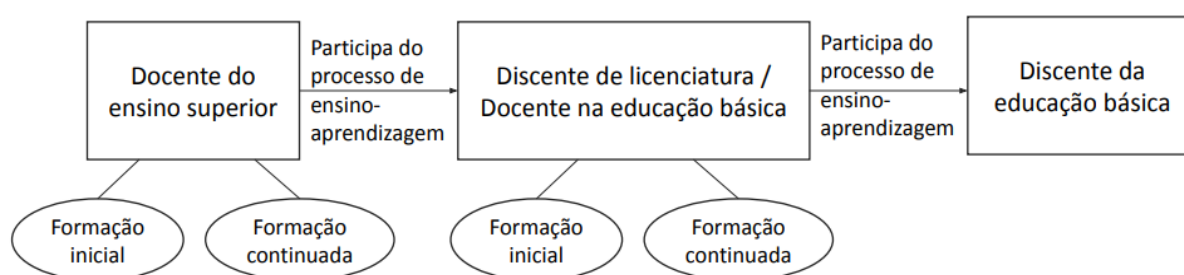 Docente do
ensino superior
Participa do
processo de
ensino-
aprendizagem
Discente de licenciatura /
Docente na educação básica
Participa do
processo de
ensino-
aprendizagem
Discente da
educação básica
Formação
inicial
Formação
continuada
Formação
inicial
Formação
continuada